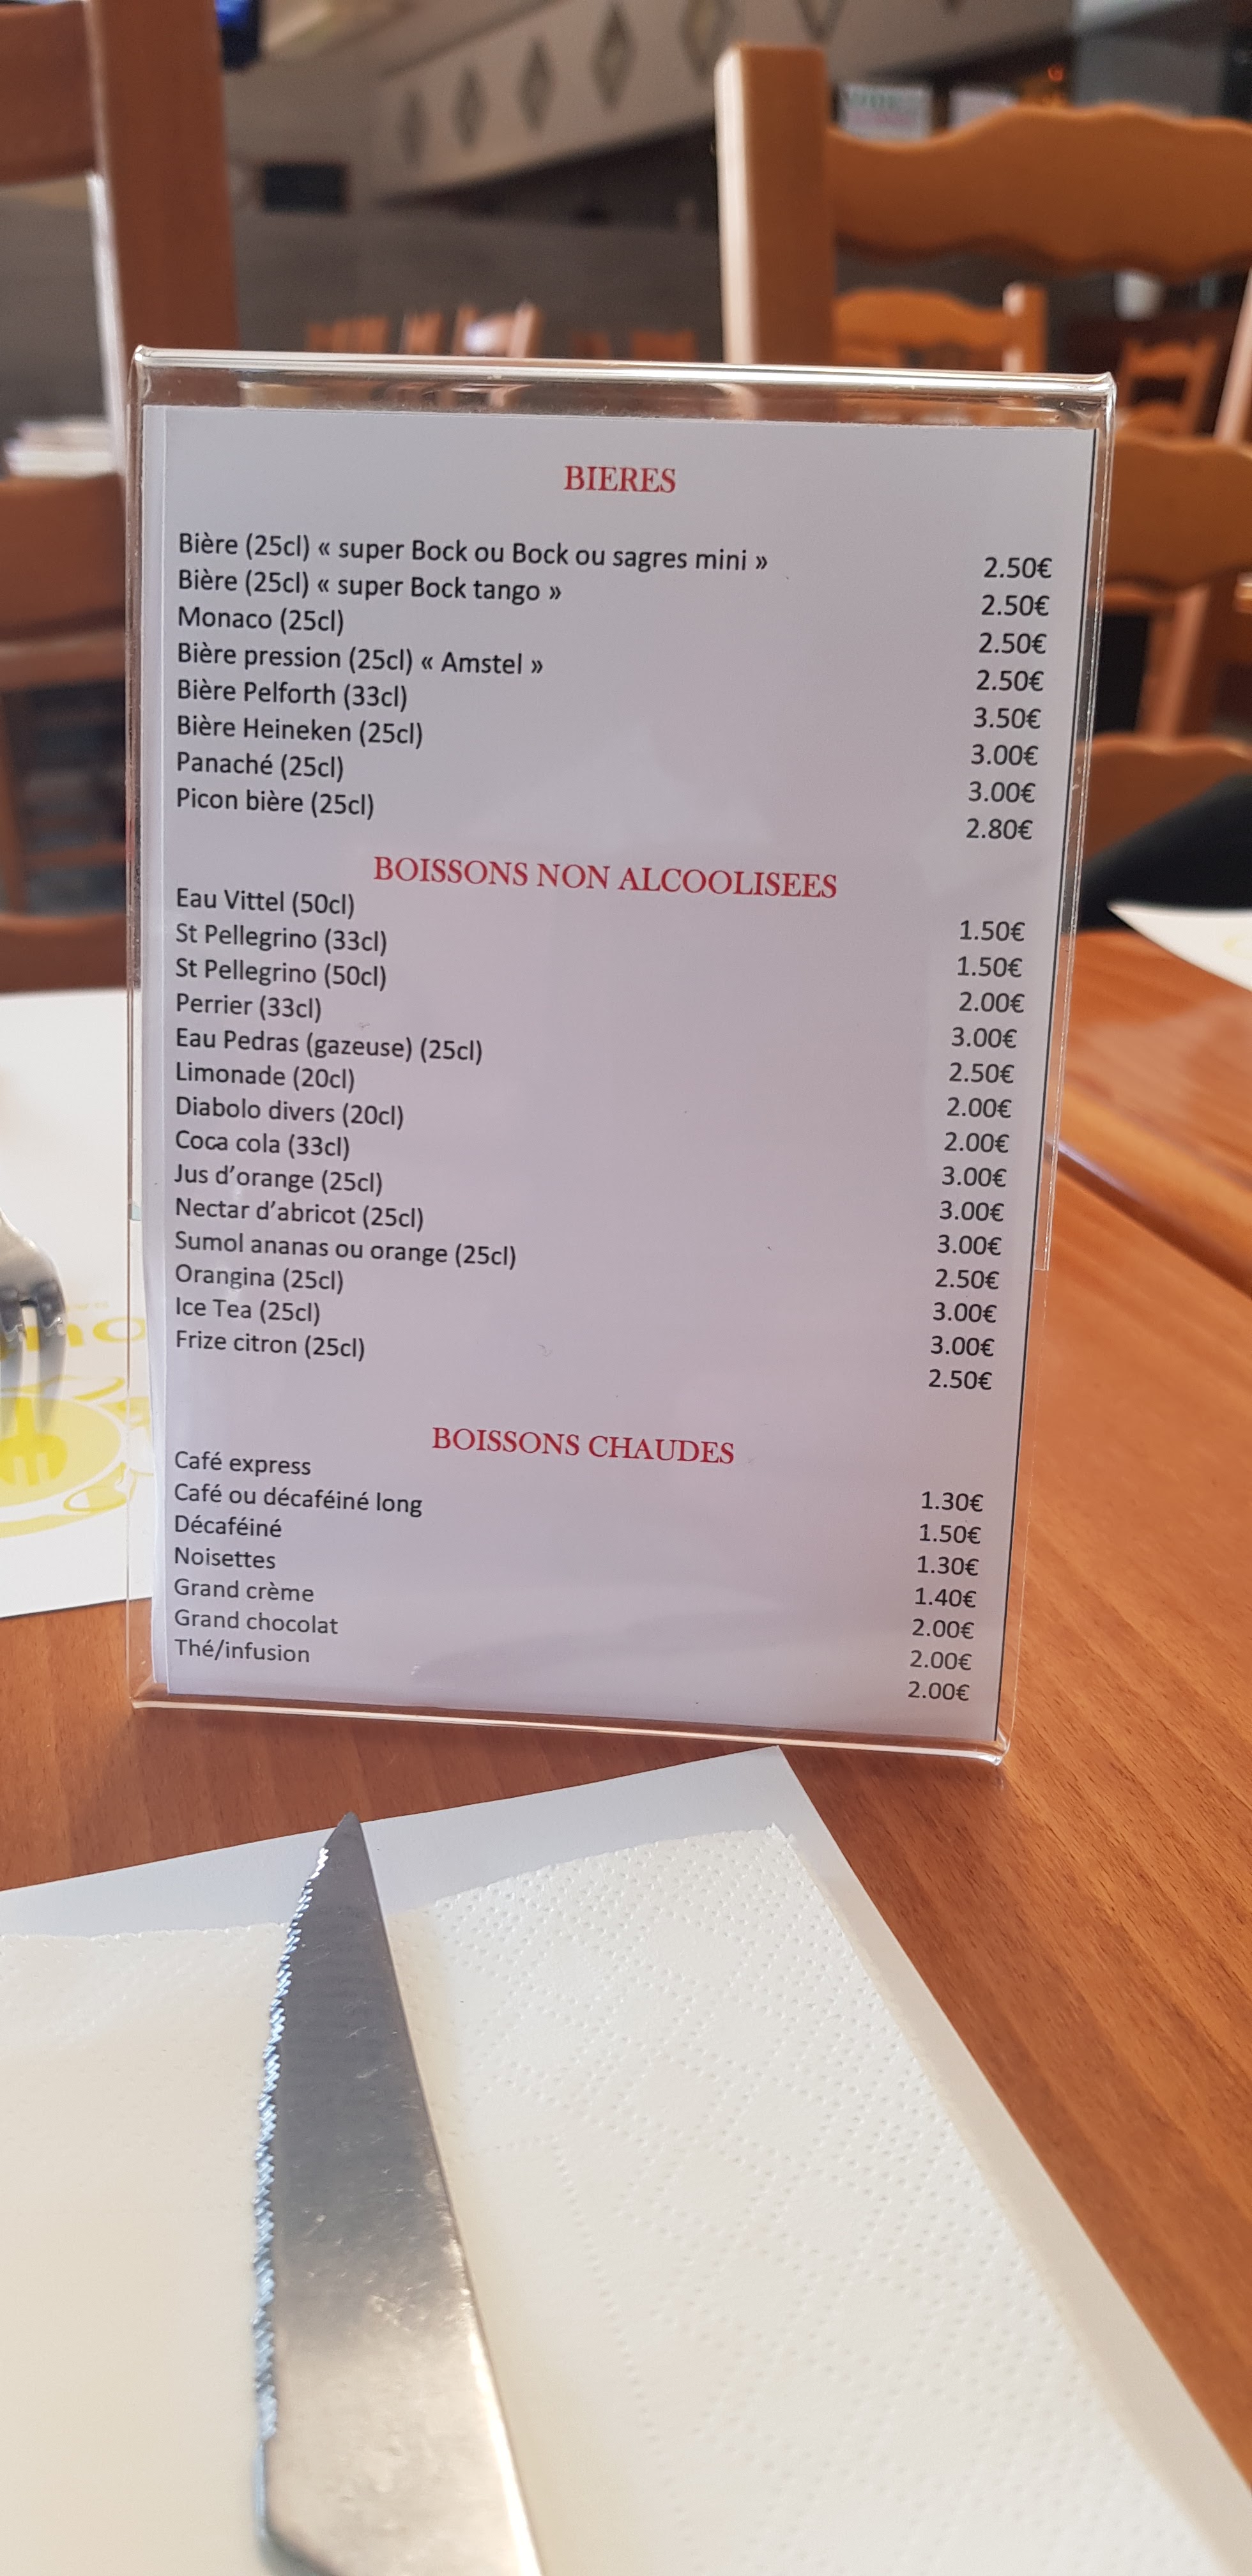 BIERES
Bière (25cl) « super Bock ou Bock ou sagres mini » 2.50€
Bière (25cl) « super Bock tango » 2.50€
Monaco (25cl) 2.50€
Bière pression (25cl) « Amstel » 2.50€
Bière Pelforth (33cl) 3.50€
Bière Heineken (25cl) 3.00€
Panaché (25cl) 3.00€
Picon bière (25cl) 2.80€
BOISSONS NON ALCOOLISEES
Eau Vittel (50cl) 1.50€
St Pellegrino (33cl) 1.50€
St Pellegrino (50cl) 2.00€
Perrier (33cl) 3.00€
Eau Pedras (gazeuse) (25cl) 2.50€
Limonade (20cl) 2.00€
Diabolo divers (20cl) 2.00€
Coca cola (33cl) 3.00€
Jus d’orange (25cl) 3.00€
Nectar d’abricot (25cl) 3.00€
Sumol ananas ou orange (25cl) 2.50€
Orangina (25cl) 3.00€
Ice Tea (25cl) 3.00€
Frize citron (25cl) 2.50€
BOISSONS CHAUDES
Café express 1.30€
Café ou décaféiné long 1.50€
Décaféiné 1.30€
Noisettes 1.40€
Grand crème 2.00€
Grand chocolat 2.00€
Thé/infusion 2.00€